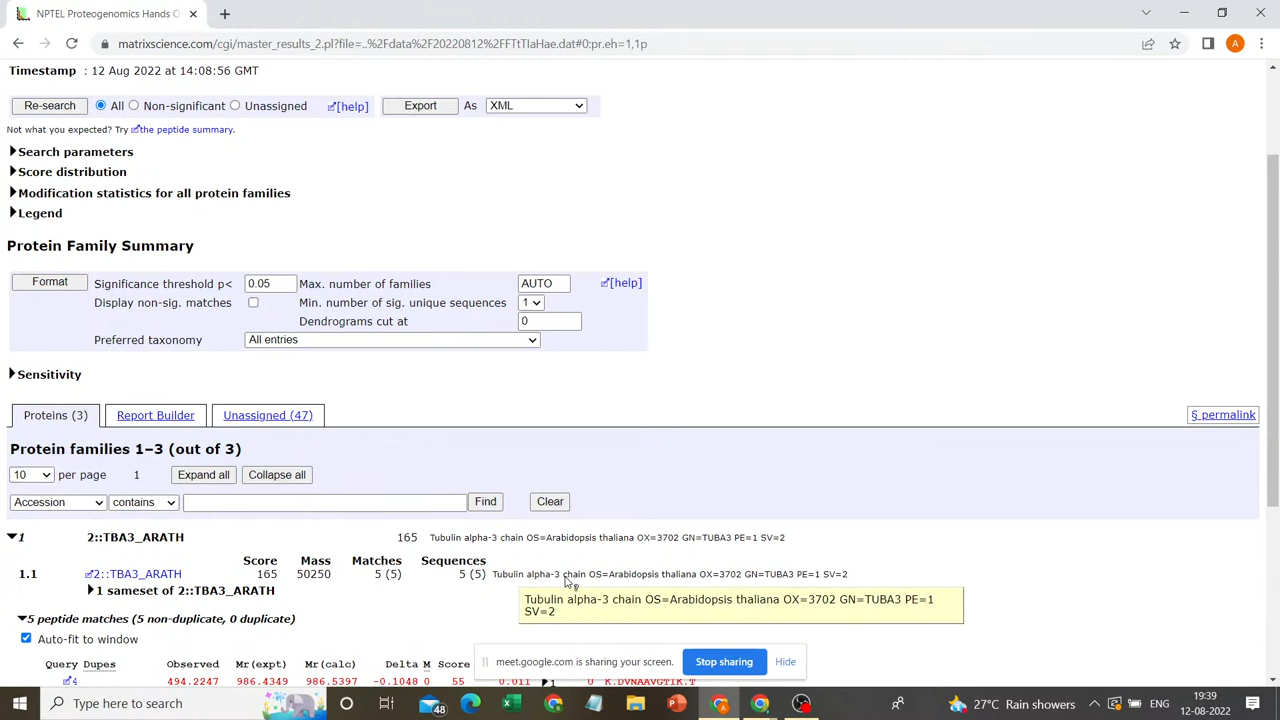 NPTEL Proteogenomics Hands O
matrixscience.com/cgi/master_results_2.pl?file=..%2Fdata%2F20220812%2FFTtTIaHae.dat#0:pr.eh=1,1p
A
Timestamp : 12 Aug 2022 at 14:08:56 GMT
Re-search All Non-significant Unassigned [help] Export As XML
Not what you expected? Try the peptide summary.
Search parameters
Score distribution
Modification statistics for all protein families
Legend
Protein Family Summary
Format Significance threshold p< 0.05 Max. number of families AUTO [help]
Display non-sig. matches Min. number of sig. unique sequences 1
Dendrograms cut at 0
Preferred taxonomy All entries
Sensitivity
Proteins (3) Report Builder Unassigned (47) § permalink
Protein families 1–3 (out of 3)
10 per page 1 Expand all Collapse all
Accession contains Find Clear
1 2::TBA3_ARATH 165 Tubulin alpha-3 chain OS=Arabidopsis thaliana OX=3702 GN=TUBA3 PE=1 SV=2
Score Mass Matches Sequences
1.1 2::TBA3_ARATH 165 50250 5 (5) 5 (5) Tubulin alpha-3 chain OS=Arabidopsis thaliana OX=3702 GN=TUBA3 PE=1 SV=2
1 sameset of 2::TBA3_ARATH
Tubulin alpha-3 chain OS=Arabidopsis thaliana OX=3702 GN=TUBA3 PE=1
SV=2
5 peptide matches (5 non-duplicate, 0 duplicate)
Auto-fit to window
meet.google.com is sharing your screen. Stop sharing Hide
Query Dupes Observed Mr(expt) Mr(calc) Delta M Score
4 494.2247 986.4349 986.5397 -0.1048 0 55 0.011 1 U K.DVNAAVGTIK.T
Type here to search 48 27°C Rain showers ENG 19:39
12-08-2022